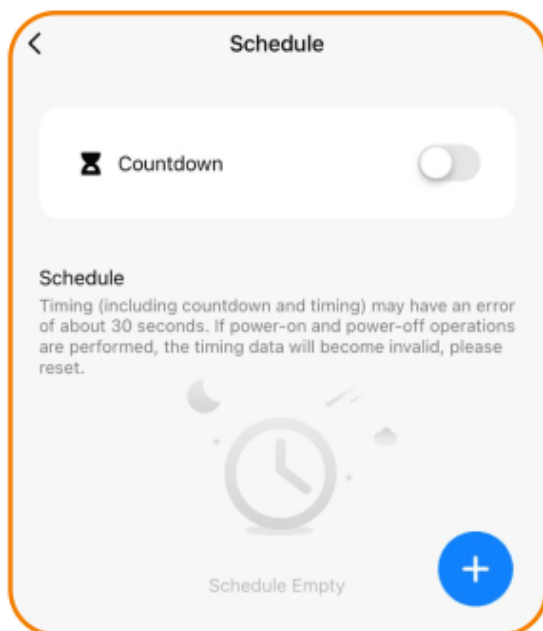 Schedule
Countdown
Schedule
Timing (including countdown and timing) may have an error
of about 30 seconds. If power-on and power-off operations
are performed, the timing data will become invalid, please
reset.
Schedule Empty